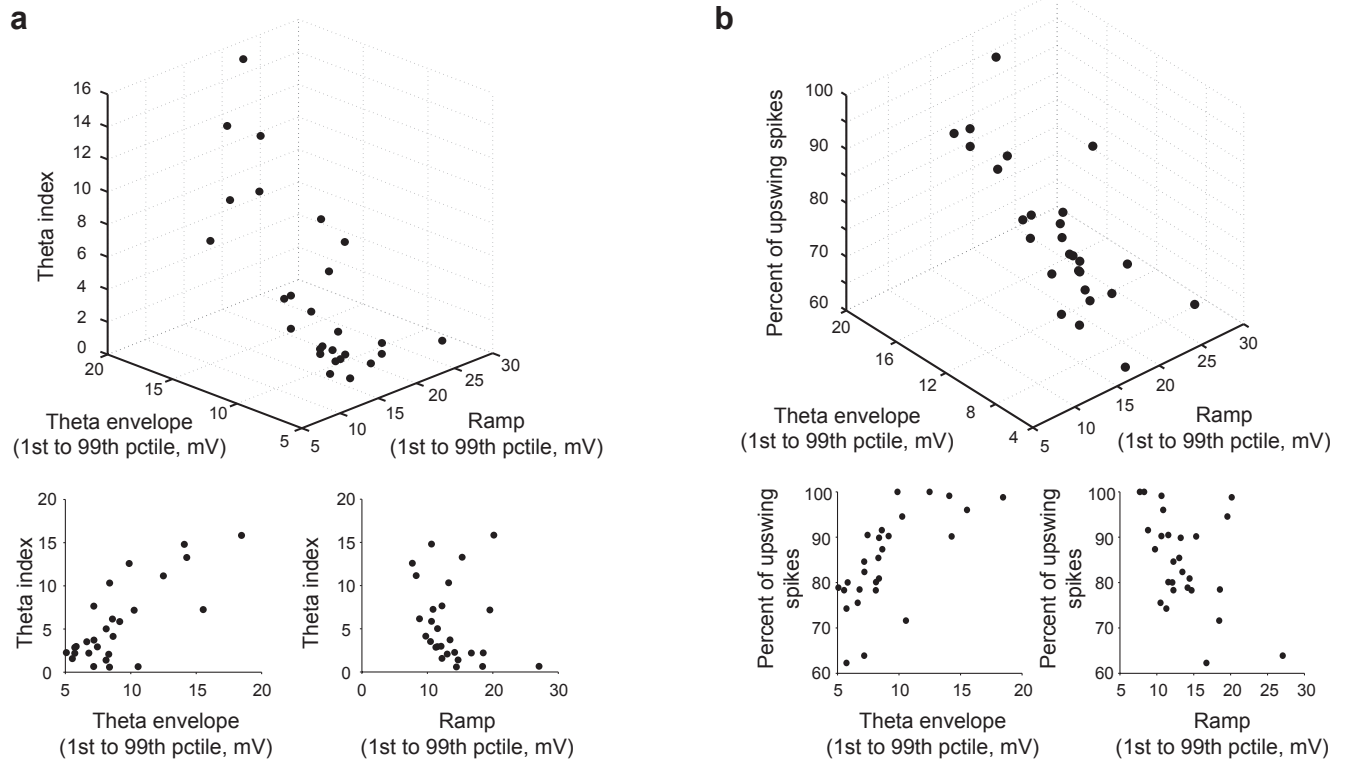 a
16
14
12
10
8
6
4
2
0
Theta index
20
15
10
5
Theta envelope
(1st to 99th pctile, mV)
5
10
15
20
25
30
Ramp
(1st to 99th pctile, mV)
b
100
90
80
70
60
Percent of upswing spikes
20
16
12
8
4
Theta envelope
(1st to 99th pctile, mV)
5
10
15
20
25
30
Ramp
(1st to 99th pctile, mV)
20
15
10
5
0
Theta index
5 10 15 20
Theta envelope
(1st to 99th pctile, mV)
20
15
10
5
0
Theta index
0 10 20 30
Ramp
(1st to 99th pctile, mV)
100
90
80
70
60
Percent of upswing
spikes
5 10 15 20
Theta envelope
(1st to 99th pctile, mV)
100
90
80
70
60
Percent of upswing
spikes
5 10 15 20 25 30
Ramp
(1st to 99th pctile, mV)